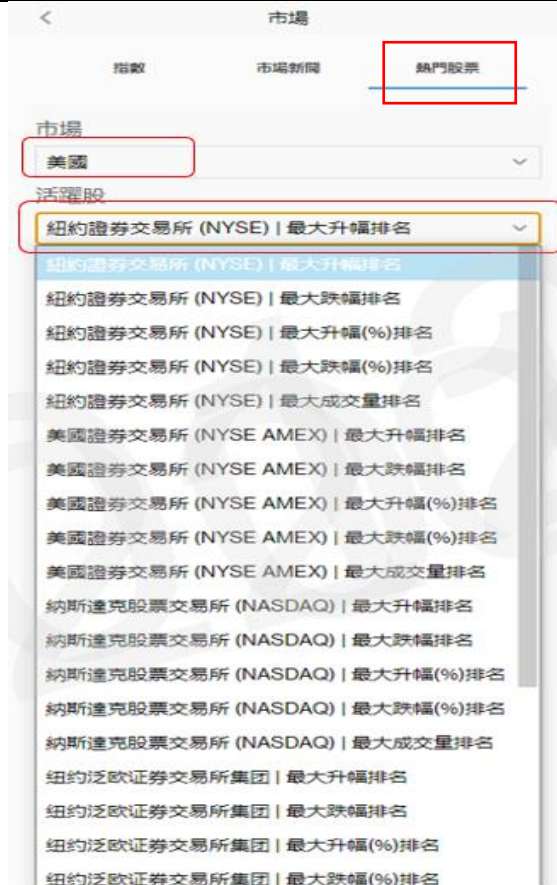 市場
指數 市場新聞 熱門股票
市場
美國
活躍股
紐約證券交易所 (NYSE) | 最大升幅排名
紐約證券交易所 (NYSE) | 最大升幅排名
紐約證券交易所 (NYSE) | 最大跌幅排名
紐約證券交易所 (NYSE) | 最大升幅(%)排名
紐約證券交易所 (NYSE) | 最大跌幅(%)排名
紐約證券交易所 (NYSE) | 最大成交量排名
美國證券交易所 (NYSE AMEX) | 最大升幅排名
美國證券交易所 (NYSE AMEX) | 最大跌幅排名
美國證券交易所 (NYSE AMEX) | 最大升幅(%)排名
美國證券交易所 (NYSE AMEX) | 最大跌幅(%)排名
美國證券交易所 (NYSE AMEX) | 最大成交量排名
納斯達克股票交易所 (NASDAQ) | 最大升幅排名
納斯達克股票交易所 (NASDAQ) | 最大跌幅排名
納斯達克股票交易所 (NASDAQ) | 最大升幅(%)排名
納斯達克股票交易所 (NASDAQ) | 最大跌幅(%)排名
納斯達克股票交易所 (NASDAQ) | 最大成交量排名
纽约泛欧证券交易所集团 | 最大升幅排名
纽约泛欧证券交易所集团 | 最大跌幅排名
纽约泛欧证券交易所集团 | 最大升幅(%)排名
纽约泛欧证券交易所集团 | 最大跌幅(%)排名